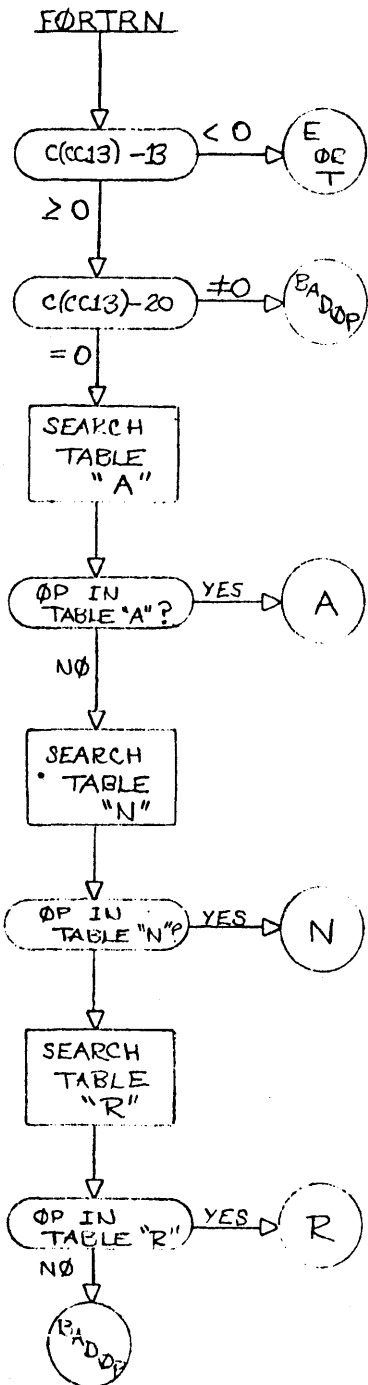 FØRTRN
C(CC13) -13
< 0
E
ØF
T
≥ 0
C(CC13)-20
≠0
BADØP
= 0
SEARCH
TABLE
"A"
ØP IN
TABLE "A"?
YES
A
NØ
SEARCH
TABLE
"N"
ØP IN
TABLE "N"?
YES
N
SEARCH
TABLE
"R"
ØP IN
TABLE "R"
YES
R
NØ
BADØP